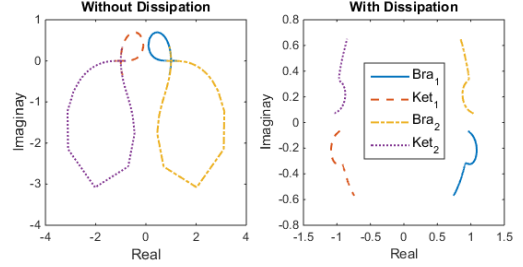 Without Dissipation
1
0
-1
-2
-3
-4
-4
-2
0
2
4
Imaginay
Real
With Dissipation
0.8
0.6
0.4
0.2
0
-0.2
-0.4
-0.6
-0.8
-1.5
-1
-0.5
0
0.5
1
1.5
Imaginay
Real
Bra1
Ket1
Bra2
Ket2